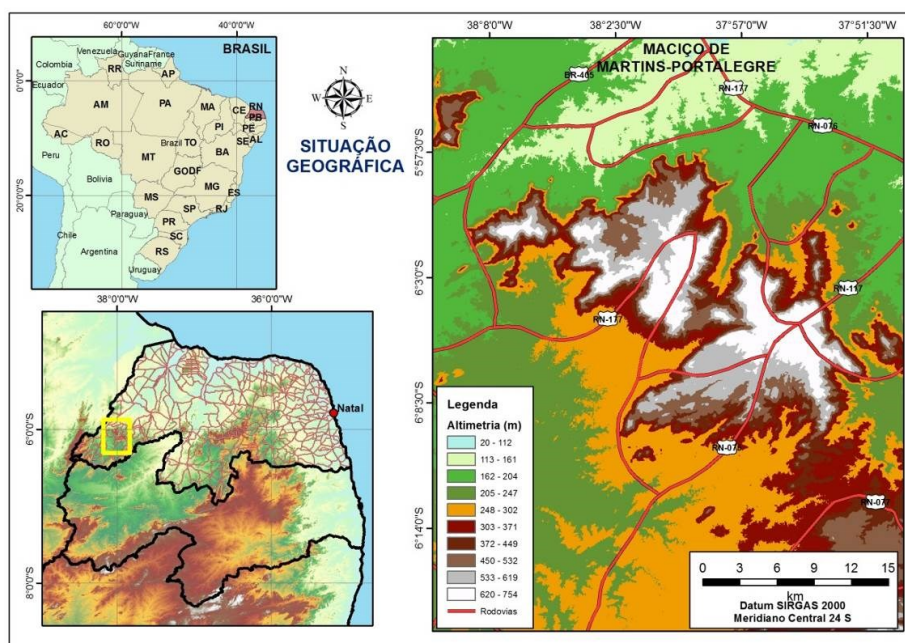 60°0'0"W
40°0'0"W
BRASIL
Venezuela
Guyana
France
Suriname
Colombia
RR
AP
0°0'0"
Ecuador
AM
PA
MA
CE
RN
PB
PI
PE
AC
AL
SE
RO
Brazil
TO
BA
Peru
MT
GO
DF
Bolivia
20°0'0"S
MG
ES
MS
SP
RJ
Paraguay
PR
Chile
SC
Argentina
RS
Uruguay
N
W
E
S
SITUAÇÃO
GEOGRÁFICA
38°0'0"W
36°0'0"W
Natal
6°0'0"S
8°0'0"S
38°8'0"W
38°2'30"W
37°57'0"W
37°51'30"W
MACIÇO DE
MARTINS-PORTALEGRE
BR-405
RN-177
RN-076
5°57'30"S
6°3'0"S
RN-117
RN-177
6°8'30"S
RN-075
6°14'0"S
RN-077
Legenda
Altimetria (m)
20 - 112
113 - 161
162 - 204
205 - 247
248 - 302
303 - 371
372 - 449
450 - 532
533 - 619
620 - 754
Rodovias
0 3 6 9 12 15
km
Datum SIRGAS 2000
Meridiano Central 24 S